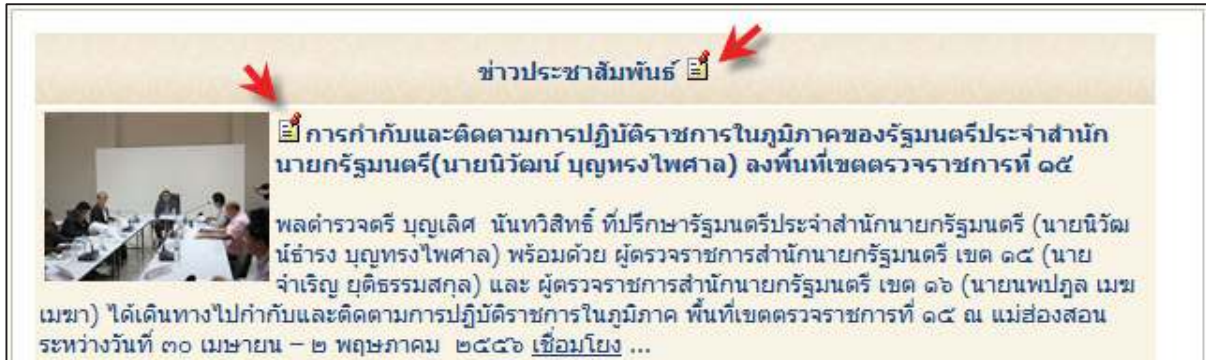 ข่าวประชาสัมพันธ์
การกำกับและติดตามการปฏิบัติราชการในภูมิภาคของรัฐมนตรีประจำสำนัก
นายกรัฐมนตรี(นายนิวัฒน์ บุญทรงไพศาล) ลงพื้นที่เขตตรวจราชการที่ ๑๕
พลตำรวจตรี บุญเลิศ นันทวิสิทธิ์ ที่ปรึกษารัฐมนตรีประจำสำนักนายกรัฐมนตรี (นายนิวัฒ
น์ธำรง บุญทรงไพศาล) พร้อมด้วย ผู้ตรวจราชการสำนักนายกรัฐมนตรี เขต ๑๕ (นาย
จำเริญ ยุติธรรมสกุล) และ ผู้ตรวจราชการสำนักนายกรัฐมนตรี เขต ๑๖ (นายนพปฎล เมฆ
เมฆา) ได้เดินทางไปกำกับและติดตามการปฏิบัติราชการในภูมิภาค พื้นที่เขตตรวจราชการที่ ๑๕ ณ แม่ฮ่องสอน
ระหว่างวันที่ ๓๐ เมษายน – ๒ พฤษภาคม ๒๕๕๖ เชื่อมโยง ...